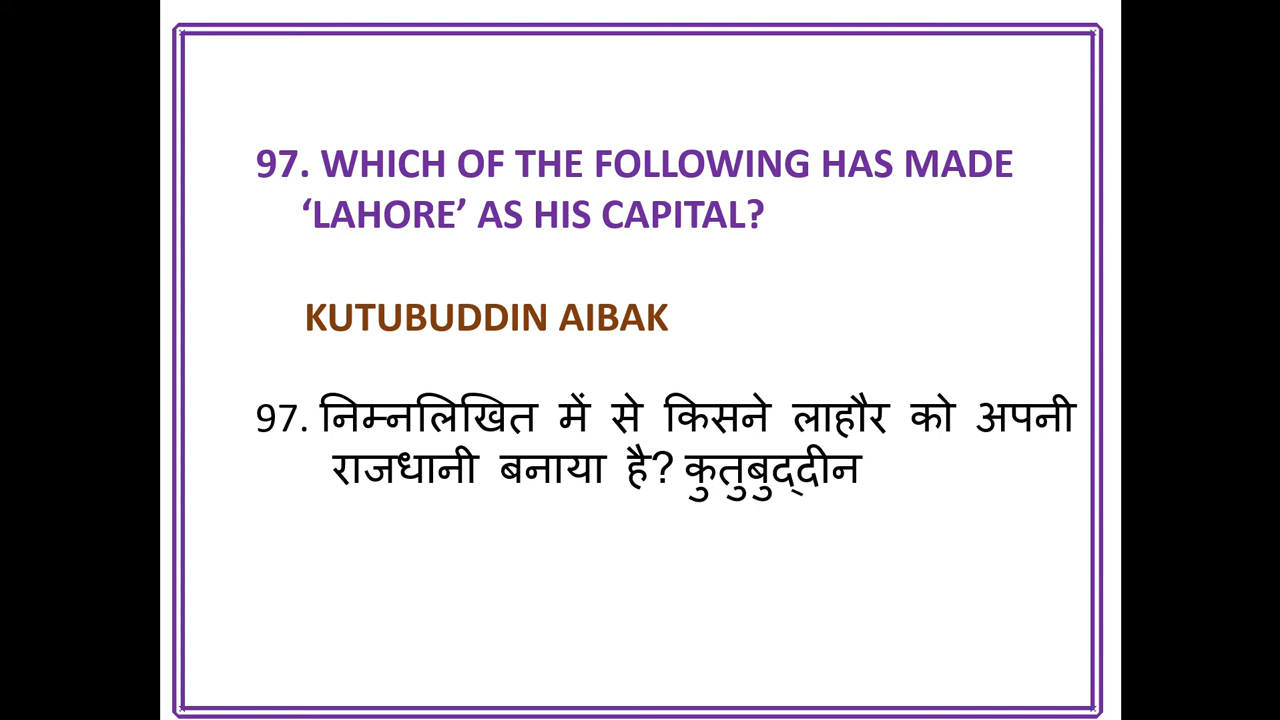 97. WHICH OF THE FOLLOWING HAS MADE
‘LAHORE’ AS HIS CAPITAL?
KUTUBUDDIN AIBAK
97. निम्नलिखित में से किसने लाहौर को अपनी
राजधानी बनाया है? कुतुबुद्दीन